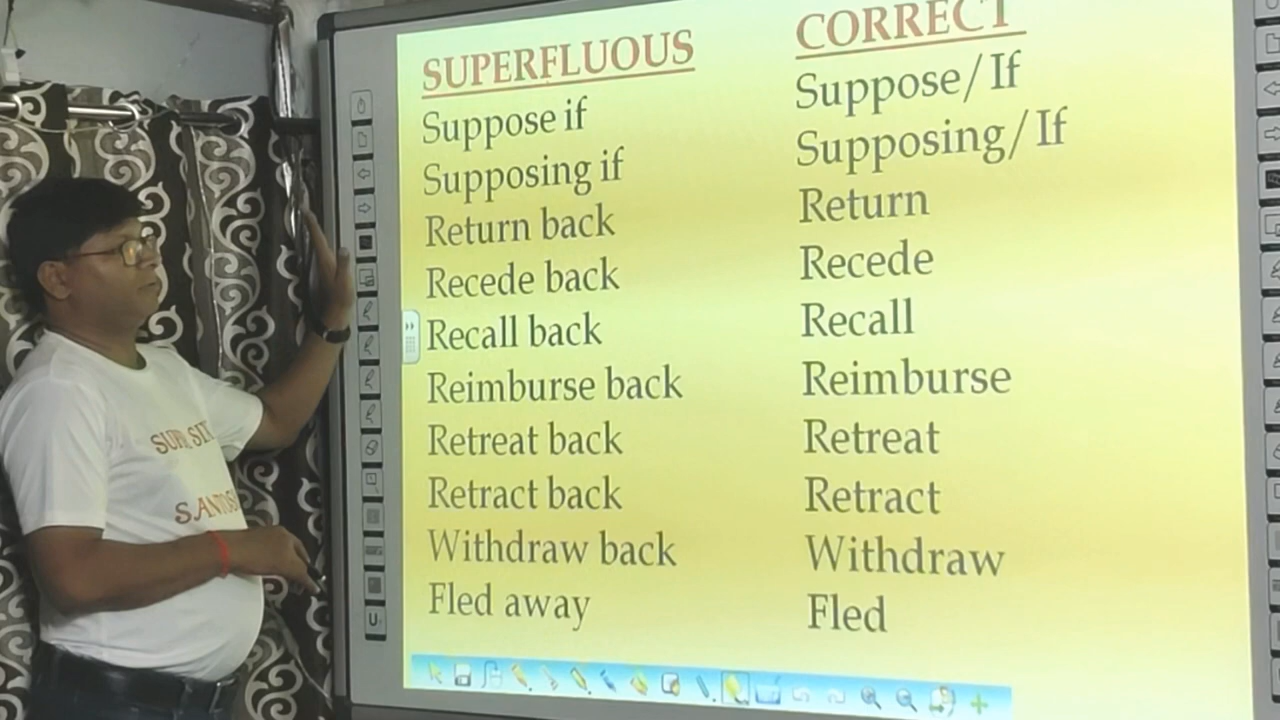 SUPERFLUOUS CORRECT
Suppose if Suppose/If
Supposing if Supposing/If
Return back Return
Recede back Recede
Recall back Recall
Reimburse back Reimburse
Retreat back Retreat
Retract back Retract
Withdraw back Withdraw
Fled away Fled